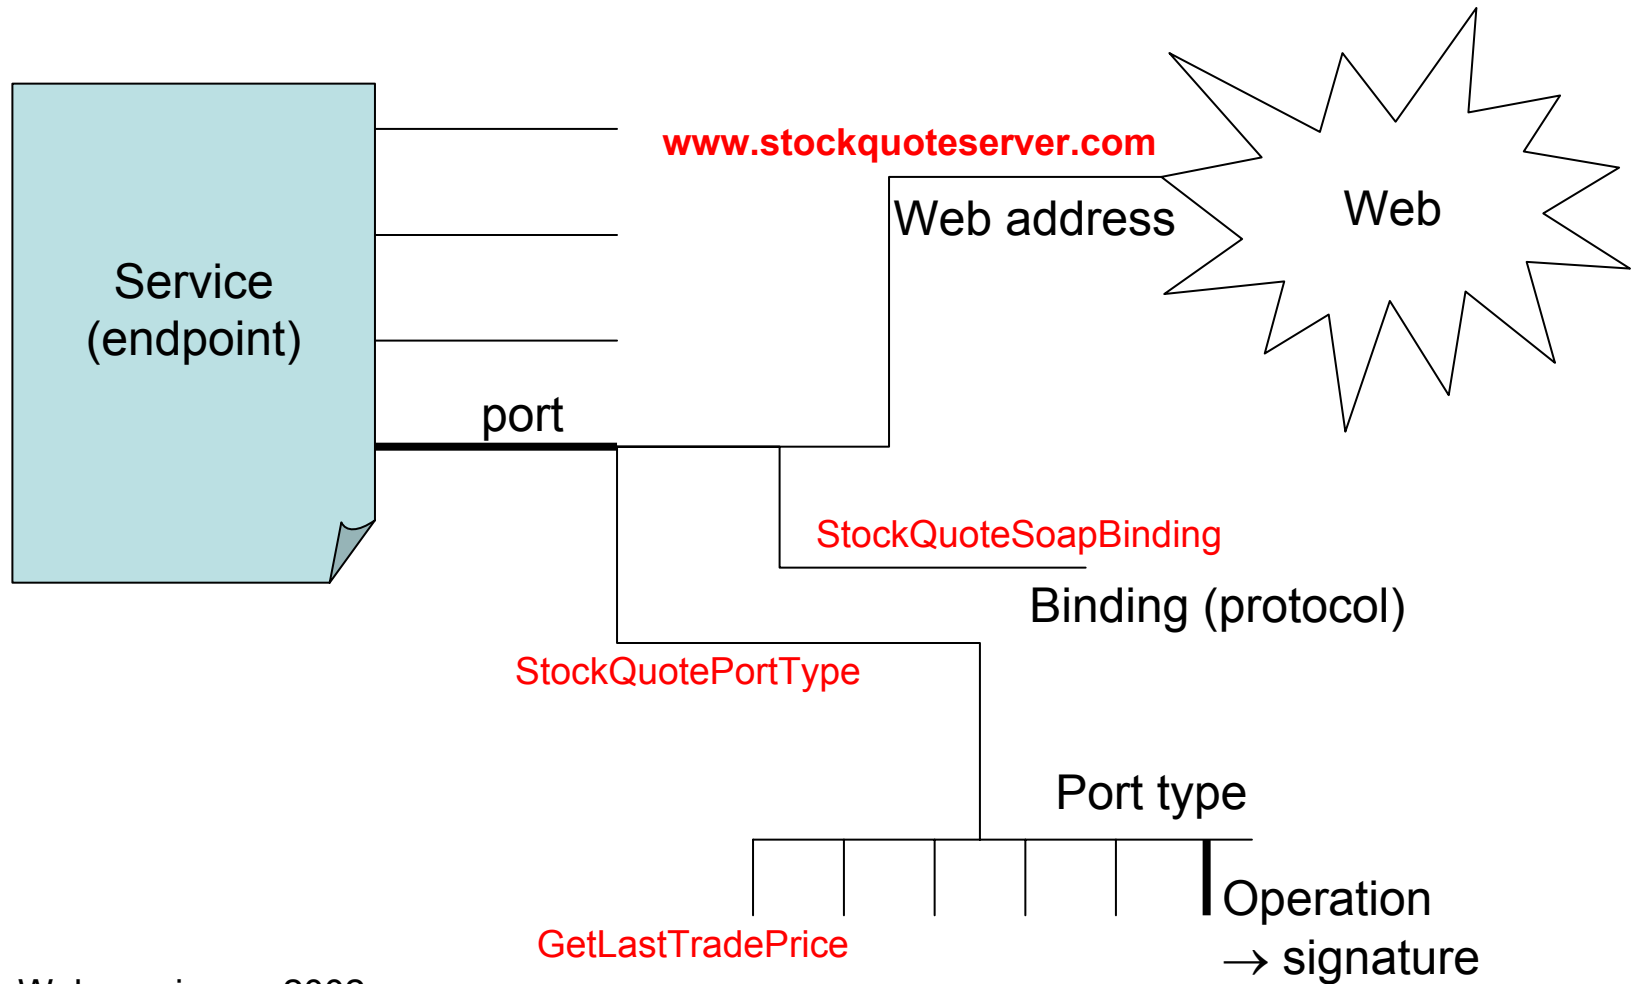 www.stockquoteserver.com
Web address
Web
Service
(endpoint)
port
StockQuoteSoapBinding
Binding (protocol)
StockQuotePortType
Port type
Operation
→ signature
GetLastTradePrice